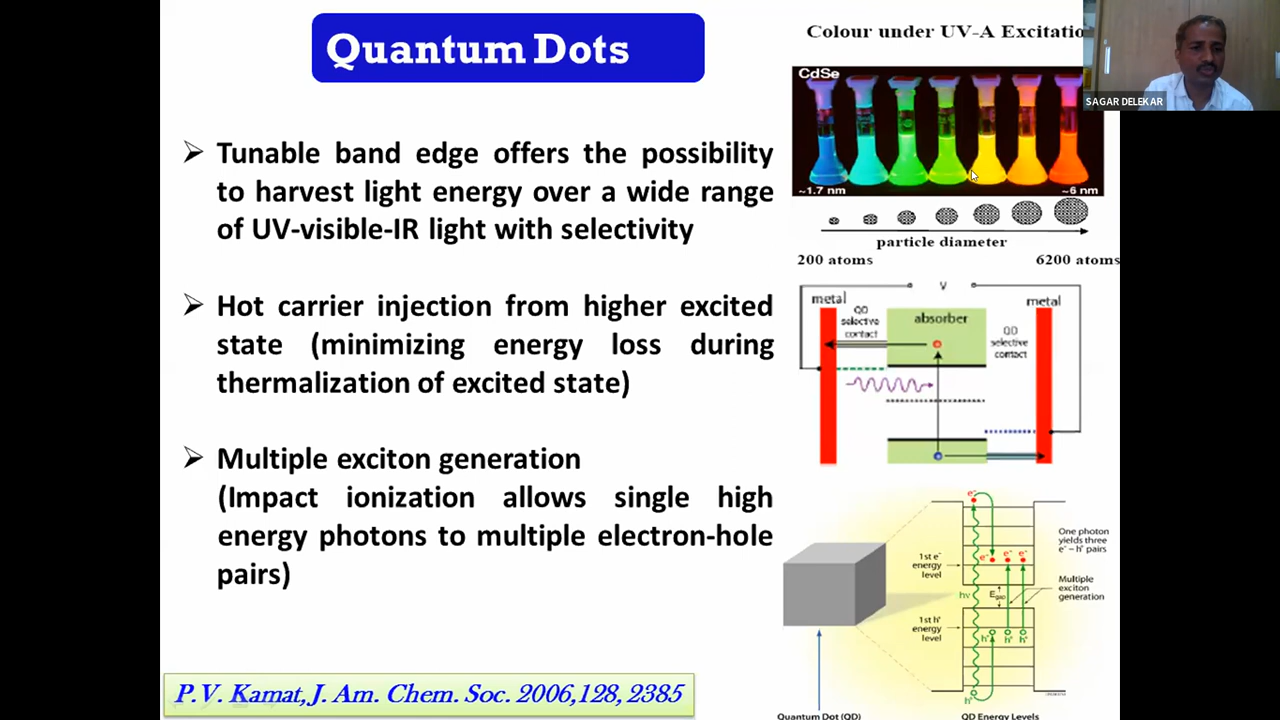 Quantum Dots
Tunable band edge offers the possibility
to harvest light energy over a wide range
of UV-visible-IR light with selectivity
Hot carrier injection from higher excited
state (minimizing energy loss during
thermalization of excited state)
Multiple exciton generation
(Impact ionization allows single high
energy photons to multiple electron-hole
pairs)
P.V. Kamat, J. Am. Chem. Soc. 2006,128, 2385
Colour under UV-A Excitatio
SAGAR DELEKAR
CdSe
~1.7 nm
~6 nm
particle diameter
200 atoms
6200 atoms
V
metal
metal
QD
selective
contact
absorber
QD
selective
contact
e-
One photon
yields three
e- – h+ pairs
1st e-
energy
level
e-
e-
e-
Multiple
exciton
generation
hν
Egap
1st h+
energy
level
h+
h+
h+
h+
Quantum Dot (QD)
QD Energy Levels